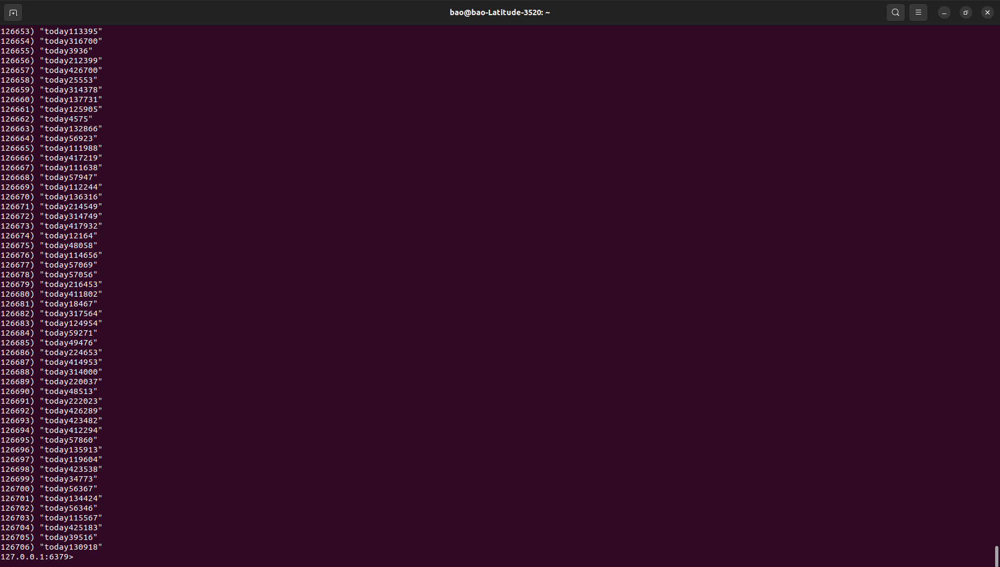 bao@bao-Latitude-3520: ~
126653) "today113395"
126654) "today316700"
126655) "today3936"
126656) "today212399"
126657) "today426700"
126658) "today25553"
126659) "today314378"
126660) "today137731"
126661) "today125905"
126662) "today4575"
126663) "today132866"
126664) "today56923"
126665) "today111988"
126666) "today417219"
126667) "today111638"
126668) "today57947"
126669) "today112244"
126670) "today136316"
126671) "today214549"
126672) "today314749"
126673) "today417932"
126674) "today12164"
126675) "today48058"
126676) "today114656"
126677) "today57069"
126678) "today57056"
126679) "today216453"
126680) "today411802"
126681) "today18467"
126682) "today317564"
126683) "today124954"
126684) "today59271"
126685) "today49476"
126686) "today224653"
126687) "today414953"
126688) "today314000"
126689) "today220037"
126690) "today48513"
126691) "today222023"
126692) "today426289"
126693) "today423482"
126694) "today412294"
126695) "today57860"
126696) "today135913"
126697) "today119604"
126698) "today423538"
126699) "today34773"
126700) "today56367"
126701) "today134424"
126702) "today56346"
126703) "today115567"
126704) "today425183"
126705) "today39516"
126706) "today130918"
127.0.0.1:6379>